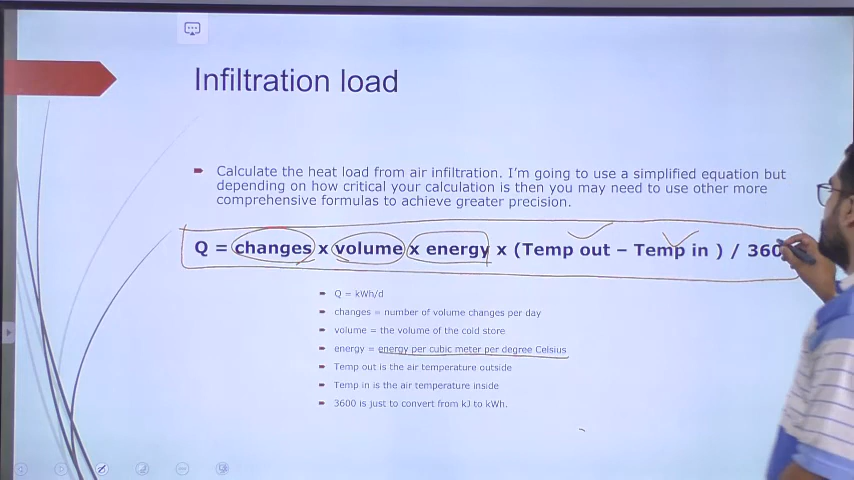 Infiltration load
Calculate the heat load from air infiltration. I'm going to use a simplified equation but
depending on how critical your calculation is then you may need to use other more
comprehensive formulas to achieve greater precision.
Q = changes x volume x energy x (Temp out – Temp in ) / 360
Q = kWh/d
changes = number of volume changes per day
volume = the volume of the cold store
energy = energy per cubic meter per degree Celsius
Temp out is the air temperature outside
Temp in is the air temperature inside
3600 is just to convert from kJ to kWh.